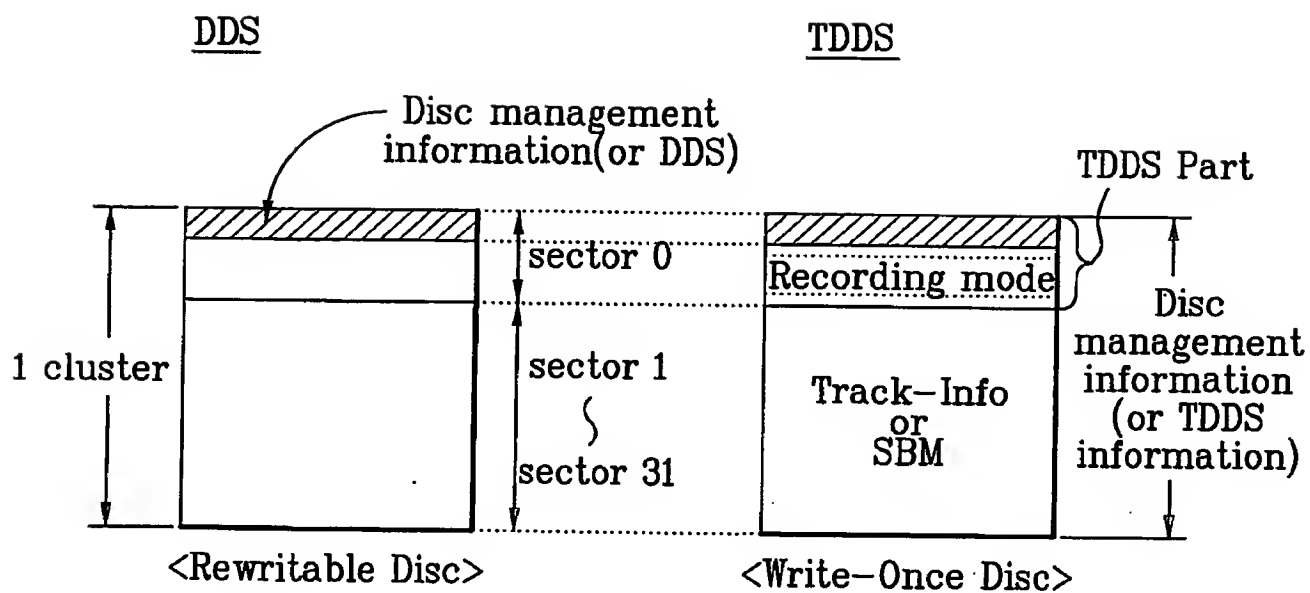 DDS
TDDS
Disc management
information(or DDS)
TDDS Part
sector 0
Recording mode
1 cluster
sector 1
sector 31
Track-Info
or
SBM
Disc
management
information
(or TDDS
information)
<Rewritable Disc>
<Write-Once Disc>